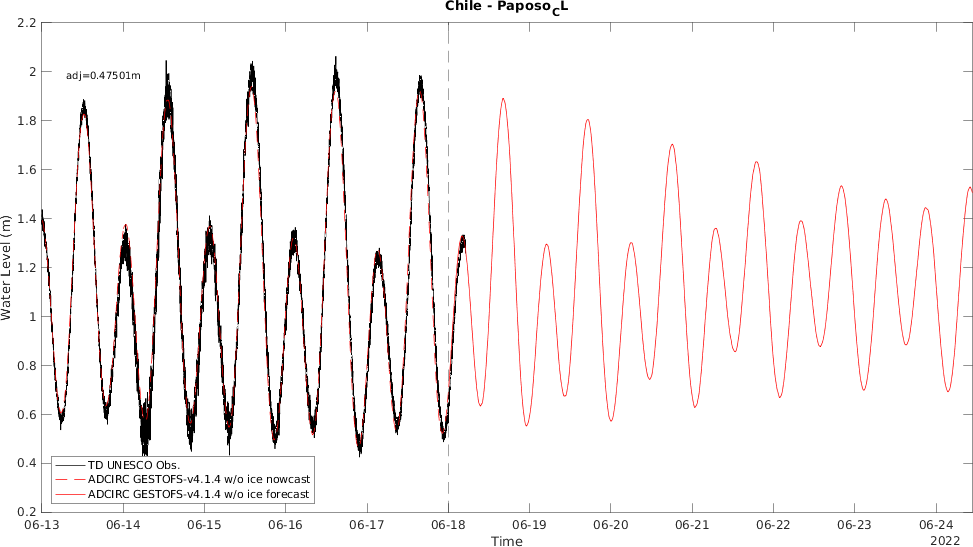 Chile - PaposoCL
2.2
2
1.8
1.6
1.4
1.2
1
0.8
0.6
0.4
0.2
Water Level (m)
adj=0.47501m
TD UNESCO Obs.
ADCIRC GESTOFS-v4.1.4 w/o ice nowcast
ADCIRC GESTOFS-v4.1.4 w/o ice forecast
06-13 06-14 06-15 06-16 06-17 06-18 06-19 06-20 06-21 06-22 06-23 06-24
Time
2022